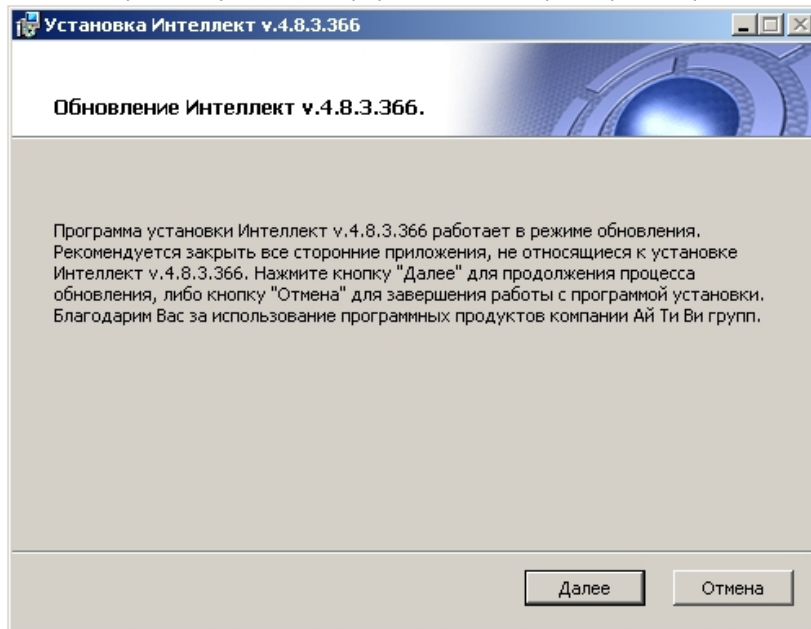 Установка Интеллект v.4.8.3.366
Обновление Интеллект v.4.8.3.366.
Программа установки Интеллект v.4.8.3.366 работает в режиме обновления.
Рекомендуется закрыть все сторонние приложения, не относящиеся к установке
Интеллект v.4.8.3.366. Нажмите кнопку "Далее" для продолжения процесса
обновления, либо кнопку "Отмена" для завершения работы с программой установки.
Благодарим Вас за использование программных продуктов компании Ай Ти Ви групп.
Далее
Отмена